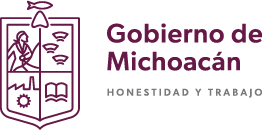 Gobierno de
Michoacán
HONESTIDAD Y TRABAJO